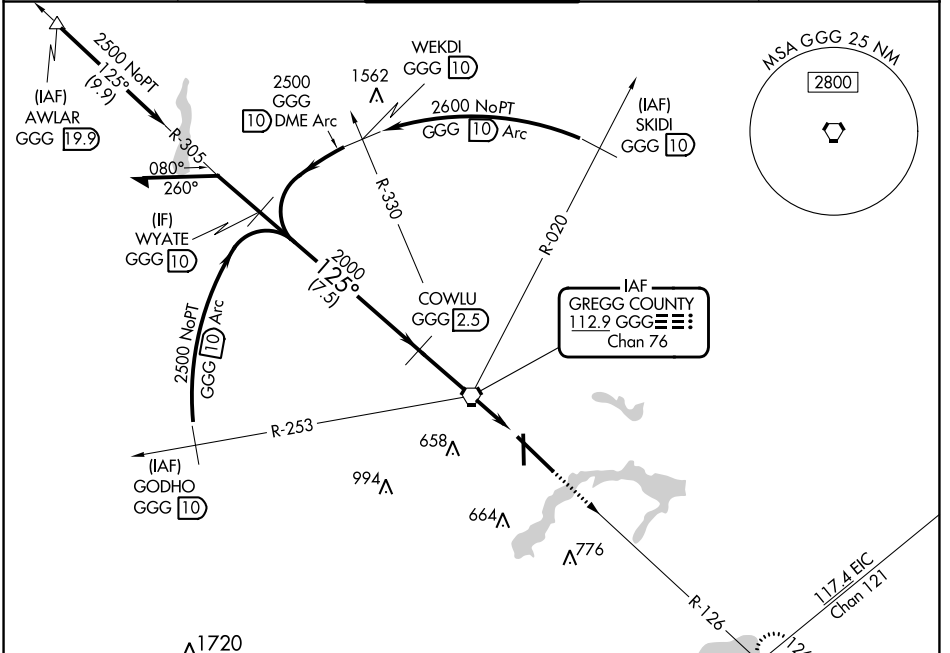 2500 NoPT
125°
(9.9)
(IAF)
AWLAR
GGG 19.9
R-305
080°
260°
(IF)
WYATE
GGG 10
2500
GGG
10 DME Arc
1562
WEKDI
GGG 10
2600 NoPT
GGG 10 Arc
(IAF)
SKIDI
GGG 10
MSA GGG 25 NM
2800
R-330
R-020
2000
125°
(7.5)
COWLU
GGG 2.5
IAF
GREGG COUNTY
112.9 GGG
Chan 76
2500 NoPT
GGG 10 Arc
R-253
(IAF)
GODHO
GGG 10
658
994
664
776
117.4 EIC
Chan 121
R-126
1720